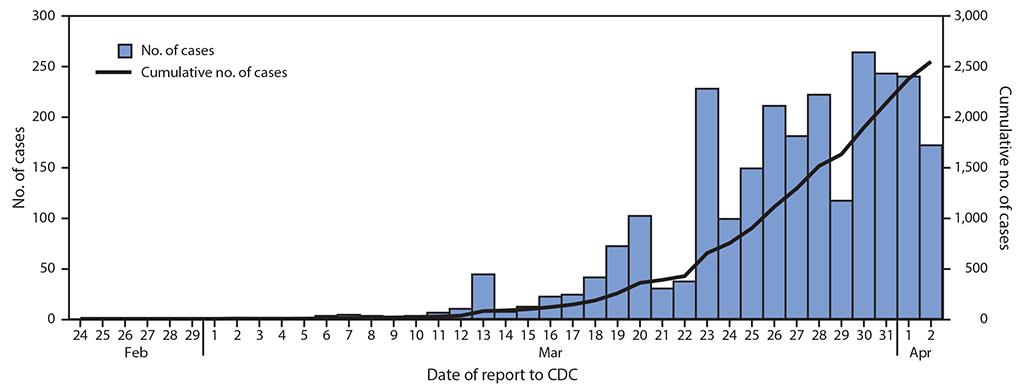 300
250
200
150
100
50
0
No. of cases
No. of cases
Cumulative no. of cases
3,000
2,500
2,000
1,500
1,000
500
0
Cumulative no. of cases
24 25 26 27 28 29 1 2 3 4 5 6 7 8 9 10 11 12 13 14 15 16 17 18 19 20 21 22 23 24 25 26 27 28 29 30 31 1 2
Feb Mar Apr
Date of report to CDC